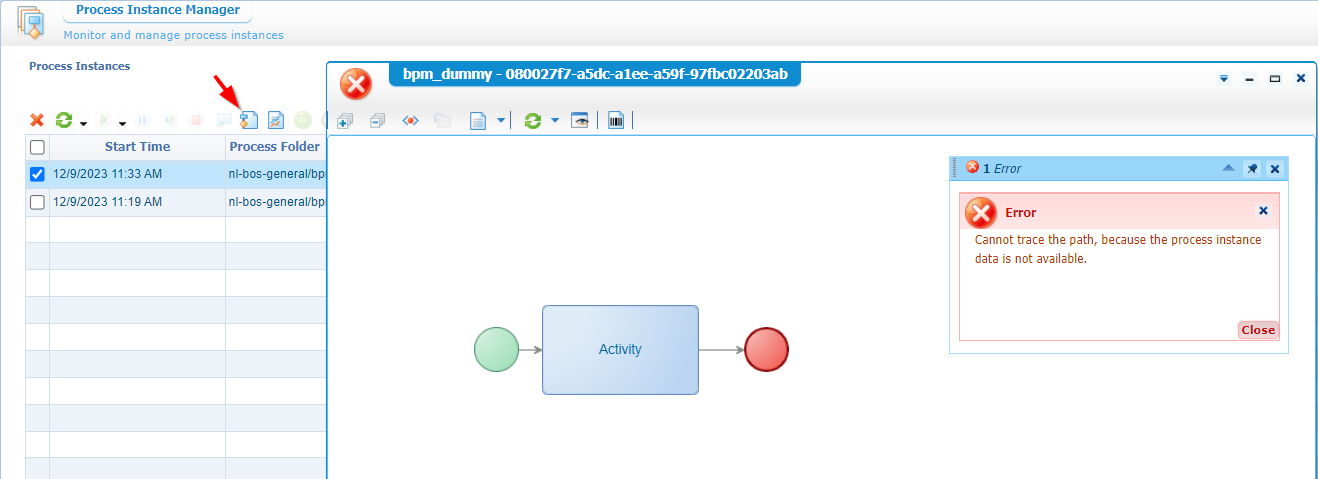 Process Instance Manager
Monitor and manage process instances
Process Instances
bpm_dummy - 080027f7-a5dc-a1ee-a59f-97fbc02203ab
Start Time Process Folder
12/9/2023 11:33 AM nl-bos-general/bp
12/9/2023 11:19 AM nl-bos-general/bp
1 Error
Error
Cannot trace the path, because the process instance
data is not available.
Close
Activity